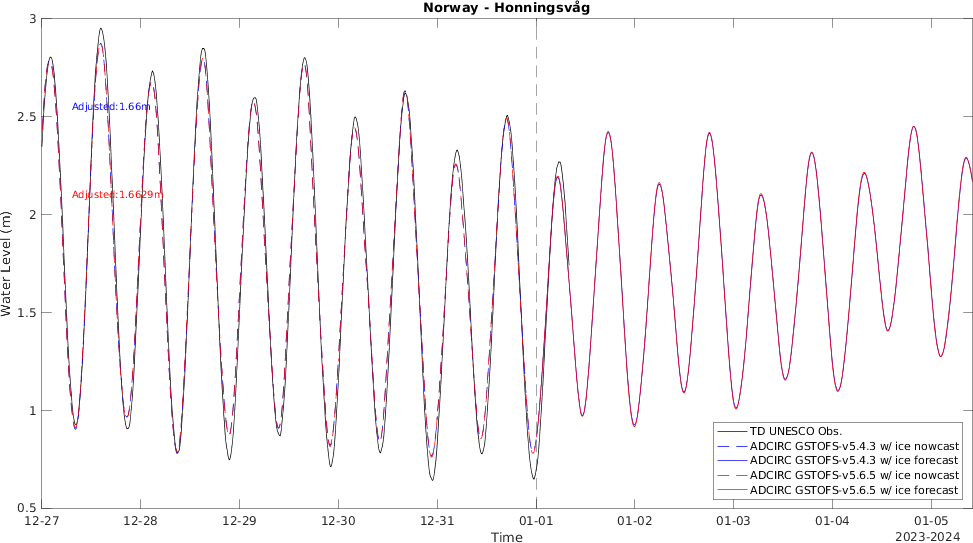 Norway - Honningsvåg
3
2.5
2
1.5
1
0.5
Water Level (m)
Adjusted:1.66m
Adjusted:1.6629m
TD UNESCO Obs.
ADCIRC GSTOFS-v5.4.3 w/ ice nowcast
ADCIRC GSTOFS-v5.4.3 w/ ice forecast
ADCIRC GSTOFS-v5.6.5 w/ ice nowcast
ADCIRC GSTOFS-v5.6.5 w/ ice forecast
12-27 12-28 12-29 12-30 12-31 01-01 01-02 01-03 01-04 01-05
Time
2023-2024